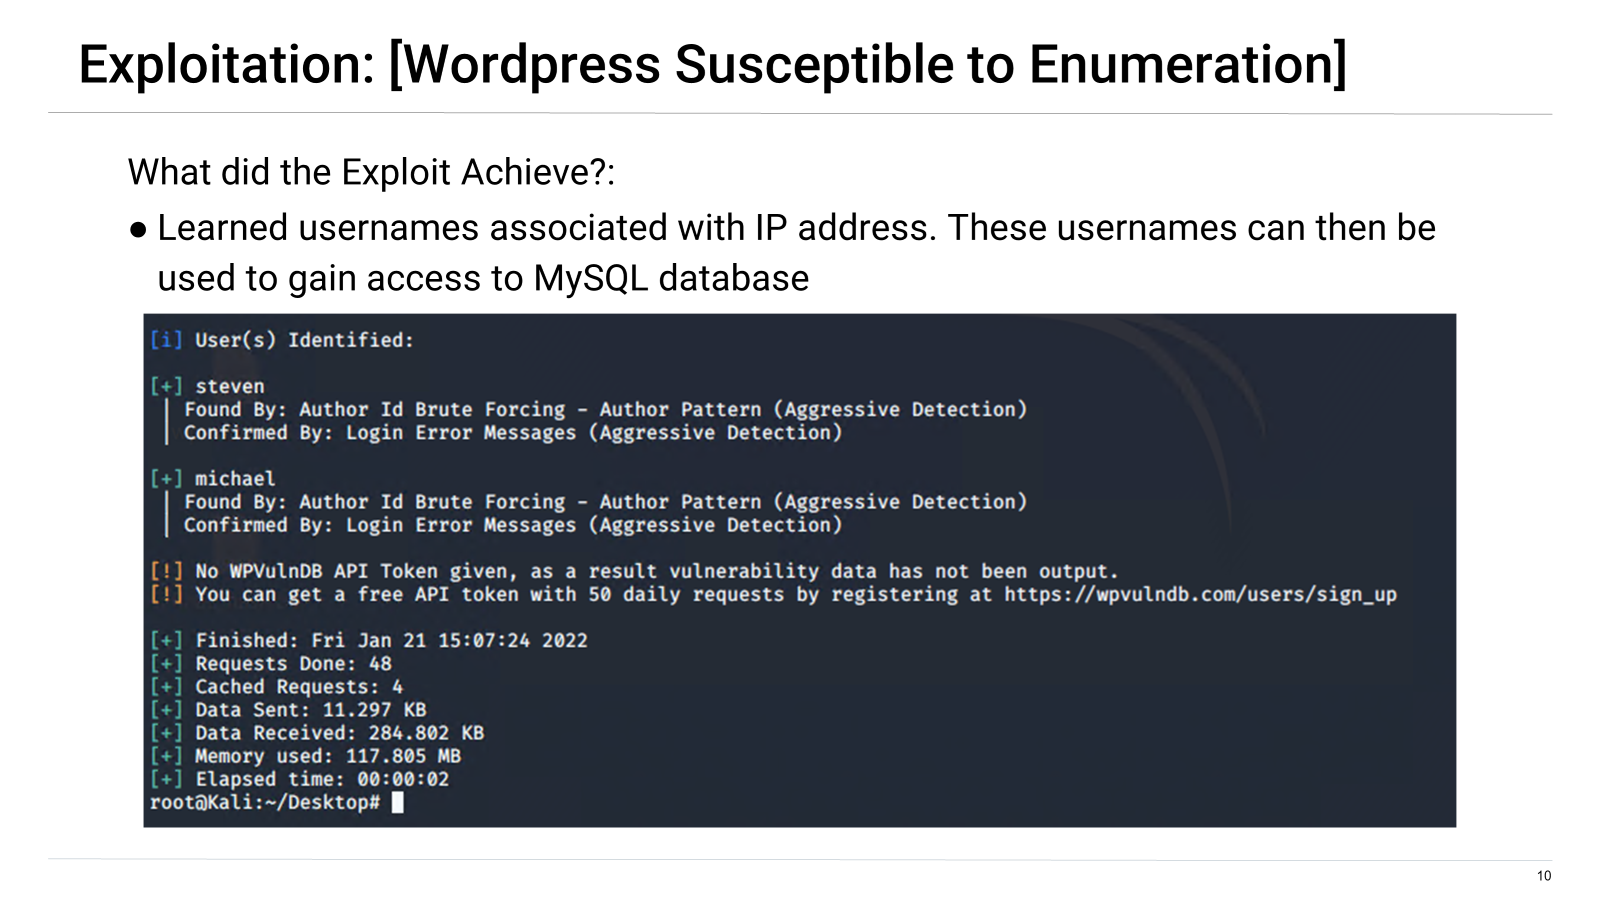 Exploitation: [Wordpress Susceptible to Enumeration]
What did the Exploit Achieve?:
● Learned usernames associated with IP address. These usernames can then be
used to gain access to MySQL database
[i] User(s) Identified:
[+] steven
| Found By: Author Id Brute Forcing - Author Pattern (Aggressive Detection)
| Confirmed By: Login Error Messages (Aggressive Detection)
[+] michael
| Found By: Author Id Brute Forcing - Author Pattern (Aggressive Detection)
| Confirmed By: Login Error Messages (Aggressive Detection)
[!] No WPVulnDB API Token given, as a result vulnerability data has not been output.
[!] You can get a free API token with 50 daily requests by registering at https://wpvulndb.com/users/sign_up
[+] Finished: Fri Jan 21 15:07:24 2022
[+] Requests Done: 48
[+] Cached Requests: 4
[+] Data Sent: 11.297 KB
[+] Data Received: 284.802 KB
[+] Memory used: 117.805 MB
[+] Elapsed time: 00:00:02
root@Kali:~/Desktop#
10